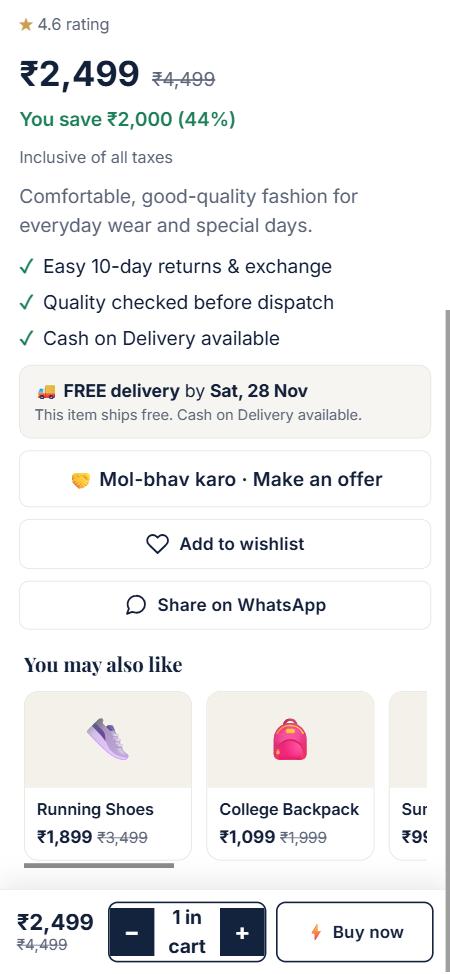 4.6 rating
₹2,499 ₹4,499
You save ₹2,000 (44%)
Inclusive of all taxes
Comfortable, good-quality fashion for
everyday wear and special days.
✓ Easy 10-day returns & exchange
✓ Quality checked before dispatch
✓ Cash on Delivery available
FREE delivery by Sat, 28 Nov
This item ships free. Cash on Delivery available.
Mol-bhav karo · Make an offer
Add to wishlist
Share on WhatsApp
You may also like
Running Shoes
₹1,899 ₹3,499
College Backpack
₹1,099 ₹1,999
₹2,499
₹4,499
− 1 in cart +
Buy now